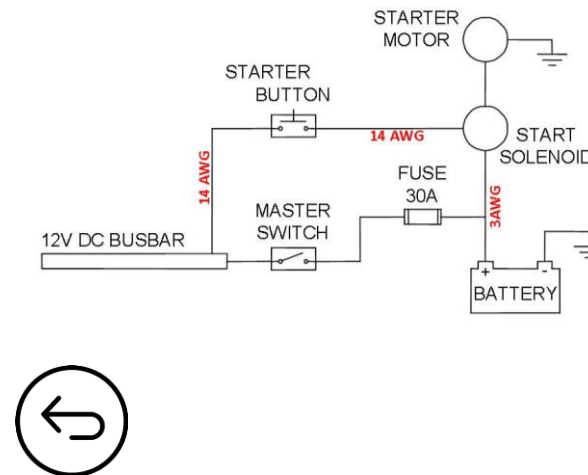 STARTER
MOTOR
STARTER
BUTTON
14 AWG
START
SOLENOID
14 AWG
FUSE
30A
3AWG
MASTER
SWITCH
12V DC BUSBAR
+ -
BATTERY